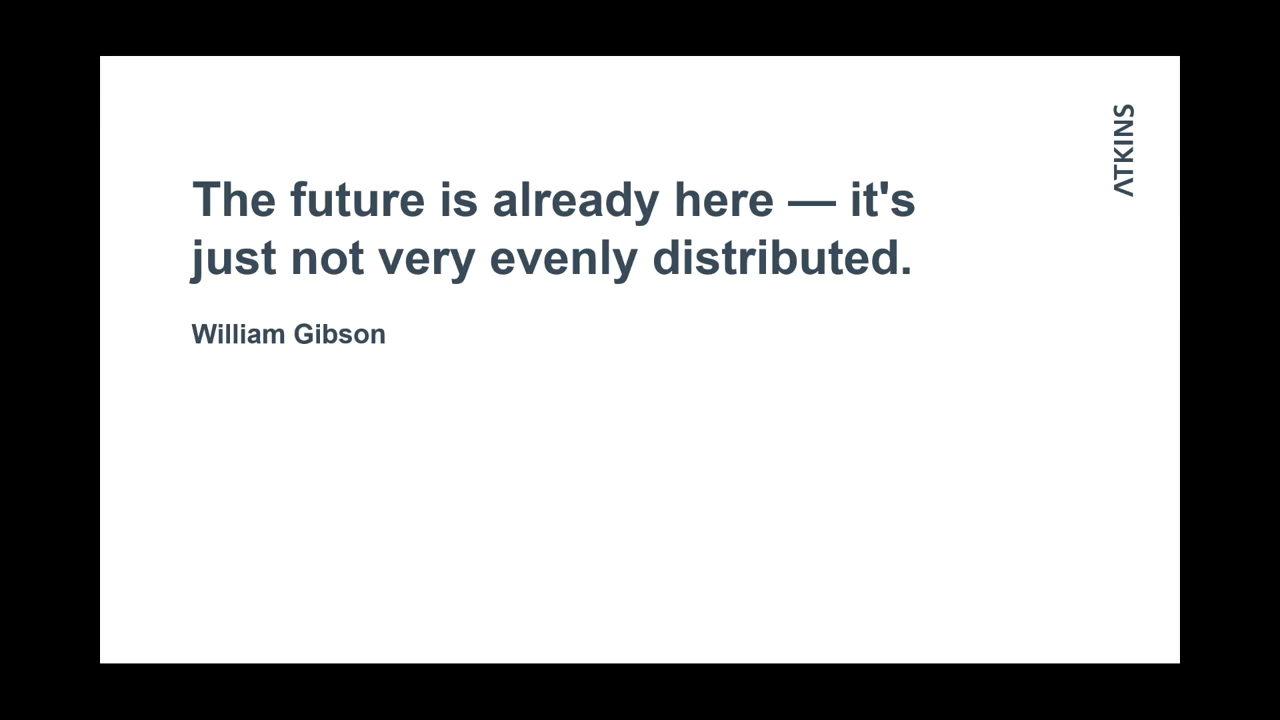 The future is already here — it's
just not very evenly distributed.
William Gibson
ATKINS